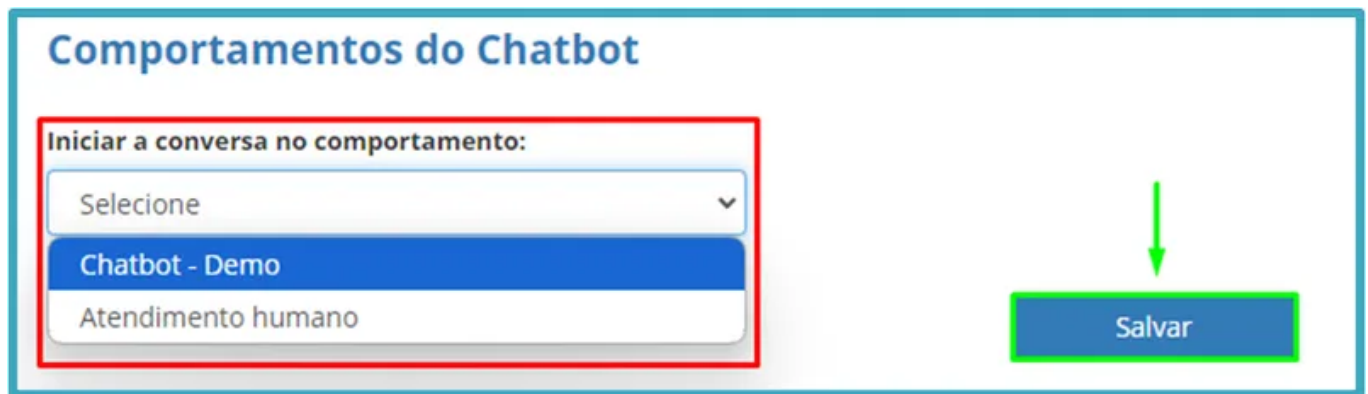 Comportamentos do Chatbot
Iniciar a conversa no comportamento:
Selecione
Chatbot - Demo
Atendimento humano
Salvar